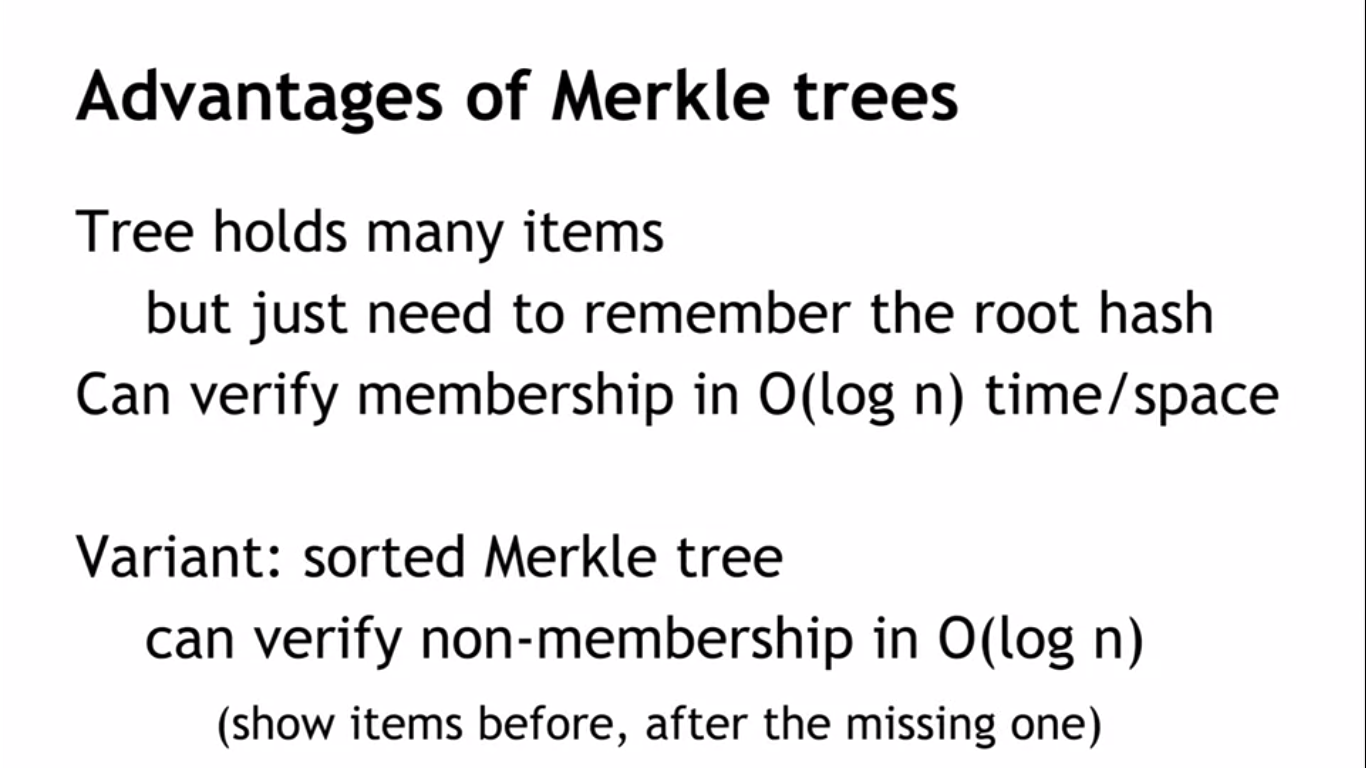 Advantages of Merkle trees
Tree holds many items
but just need to remember the root hash
Can verify membership in O(log n) time/space
Variant: sorted Merkle tree
can verify non-membership in O(log n)
(show items before, after the missing one)